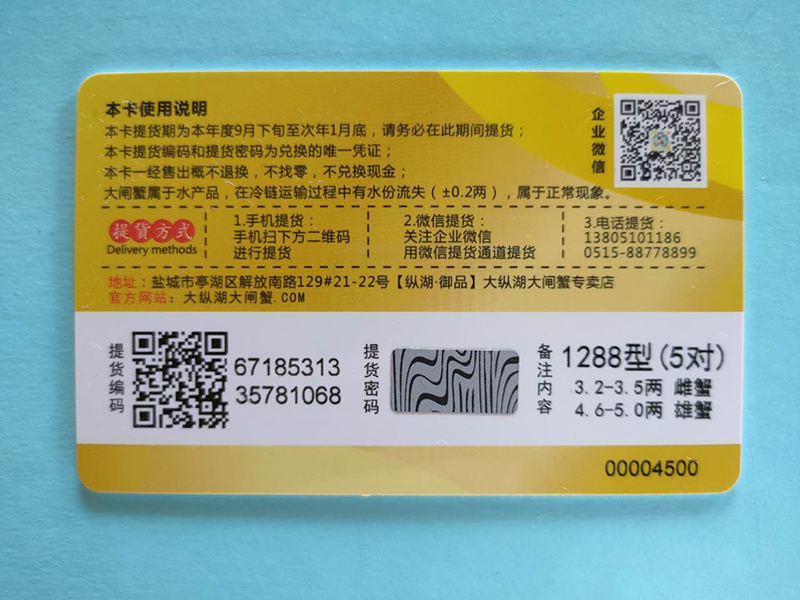 本卡使用说明
本卡提货期为本年度9月下旬至次年1月底，请务必在此期间提货；
本卡提货编码和提货密码为兑换的唯一凭证；
本卡一经售出概不退换，不找零，不兑换现金；
大闸蟹属于水产品，在冷链运输过程中有水份流失（±0.2两），属于正常现象。
企业微信
提货方式
Delivery methods
1.手机提货：
手机扫下方二维码
进行提货
2.微信提货：
关注企业微信
用微信提货通道提货
3.电话提货：
13805101186
0515-88778899
地址：盐城市亭湖区解放南路129#21-22号【纵湖·御品】大纵湖大闸蟹专卖店
官方网站：大纵湖大闸蟹.COM
提货编码
67185313
35781068
提货密码
备注内容
1288型(5对)
3.2-3.5两 雌蟹
4.6-5.0两 雄蟹
00004500